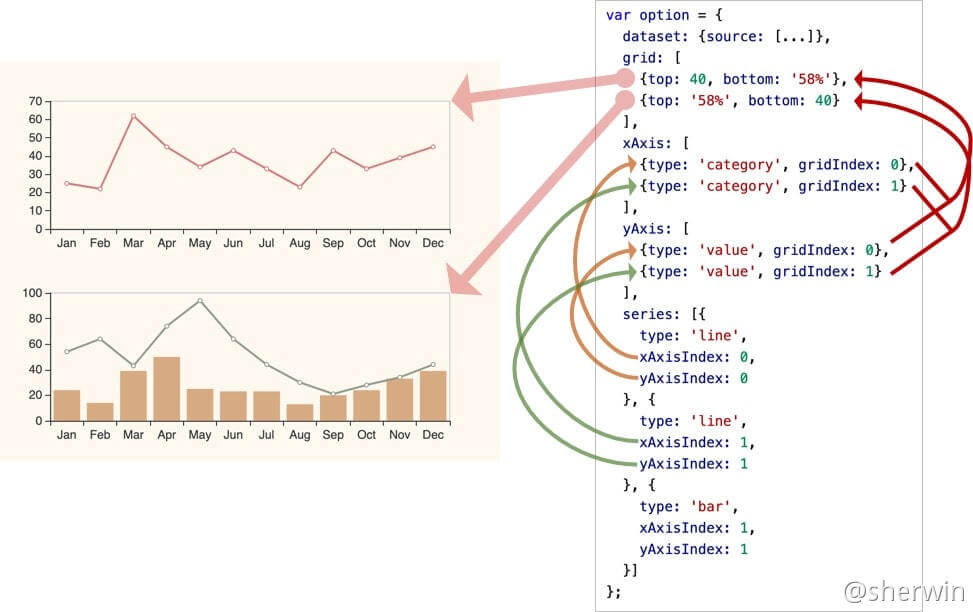 70
60
50
40
30
20
10
0
Jan Feb Mar Apr May Jun Jul Aug Sep Oct Nov Dec
100
80
60
40
20
0
Jan Feb Mar Apr May Jun Jul Aug Sep Oct Nov Dec
var option = {
dataset: {source: [...]},
grid: [
{top: 40, bottom: '58%'},
{top: '58%', bottom: 40}
],
xAxis: [
{type: 'category', gridIndex: 0},
{type: 'category', gridIndex: 1}
],
yAxis: [
{type: 'value', gridIndex: 0},
{type: 'value', gridIndex: 1}
],
series: [{
type: 'line',
xAxisIndex: 0,
yAxisIndex: 0
}, {
type: 'line',
xAxisIndex: 1,
yAxisIndex: 1
}, {
type: 'bar',
xAxisIndex: 1,
yAxisIndex: 1
}]
};
@sherwin